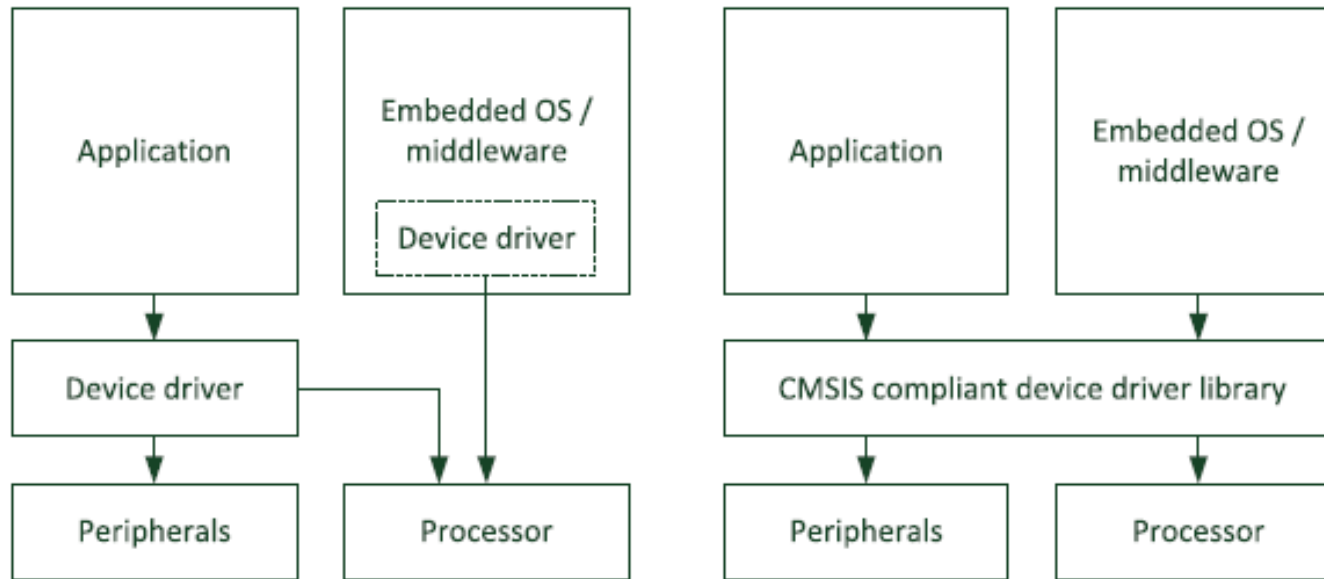 Application
Embedded OS /
middleware
Device driver
Device driver
Peripherals
Processor
Application
Embedded OS /
middleware
CMSIS compliant device driver library
Peripherals
Processor